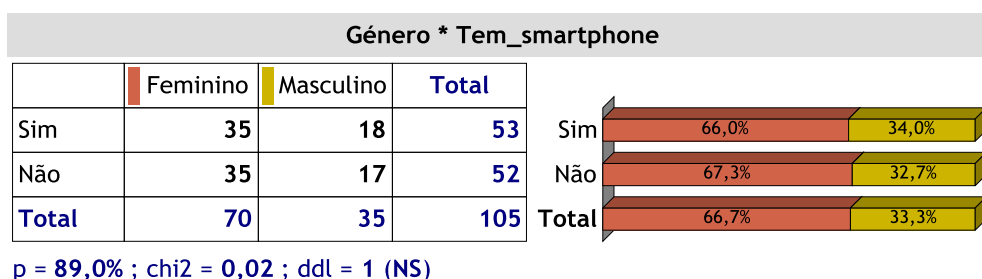 Género * Tem_smartphone
Feminino Masculino Total
Sim 35 18 53
Não 35 17 52
Total 70 35 105
Sim 66,0% 34,0%
Não 67,3% 32,7%
Total 66,7% 33,3%
p = 89,0% ; chi2 = 0,02 ; ddl = 1 (NS)